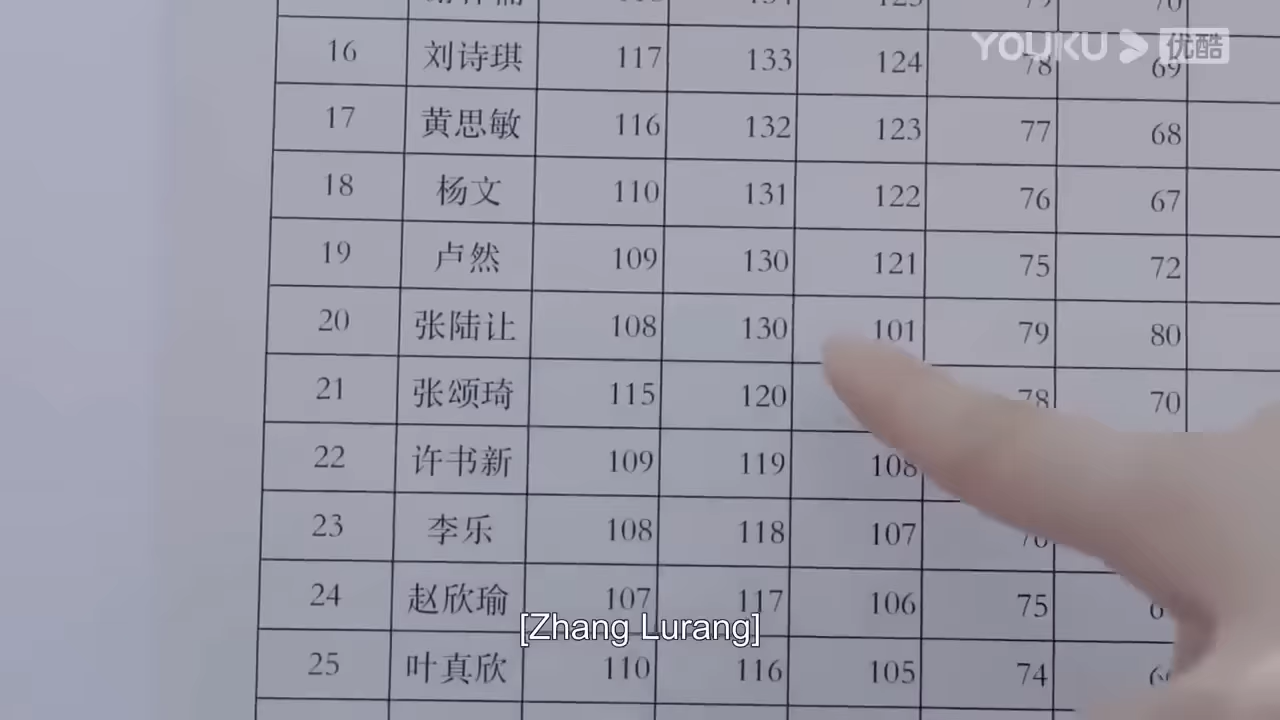 YOUKU 优酷
16 刘诗琪 117 133 124 78 69
17 黄思敏 116 132 123 77 68
18 杨文 110 131 122 76 67
19 卢然 109 130 121 75 72
20 张陆让 108 130 101 79 80
21 张颂琦 115 120 78 70
22 许书新 109 119 108
23 李乐 108 118 107
24 赵欣瑜 107 117 106 75
[Zhang Lurang]
25 叶真欣 110 116 105 74